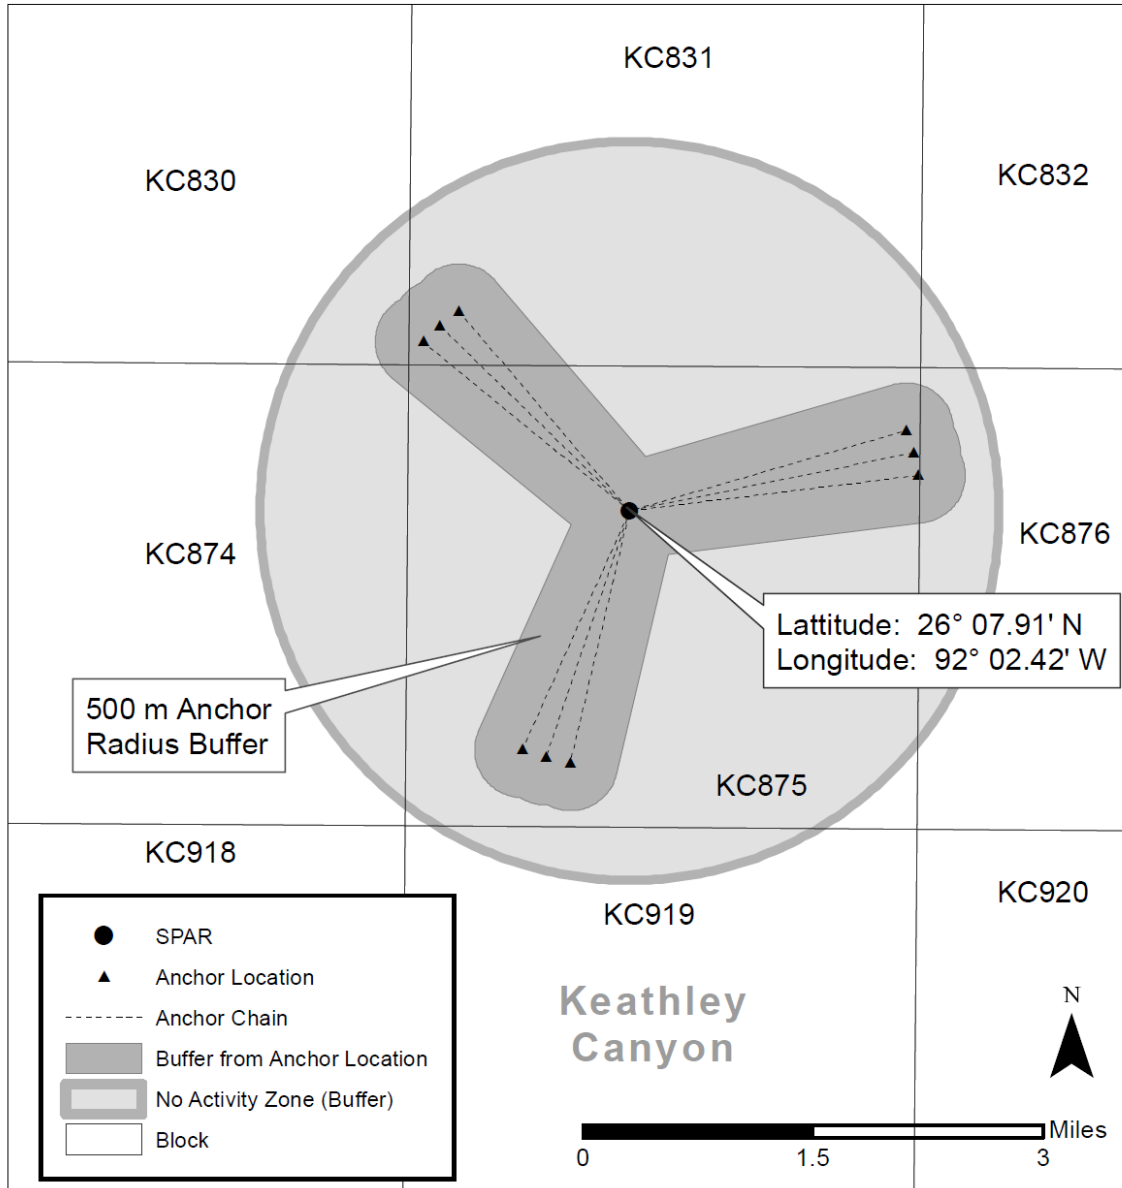 KC831
KC830
KC832
KC874
KC876
Lattitude: 26° 07.91' N
Longitude: 92° 02.42' W
500 m Anchor
Radius Buffer
KC875
KC918
KC919
KC920
SPAR
Anchor Location
Anchor Chain
Buffer from Anchor Location
No Activity Zone (Buffer)
Block
Keathley
Canyon
N
Miles
0 1.5 3